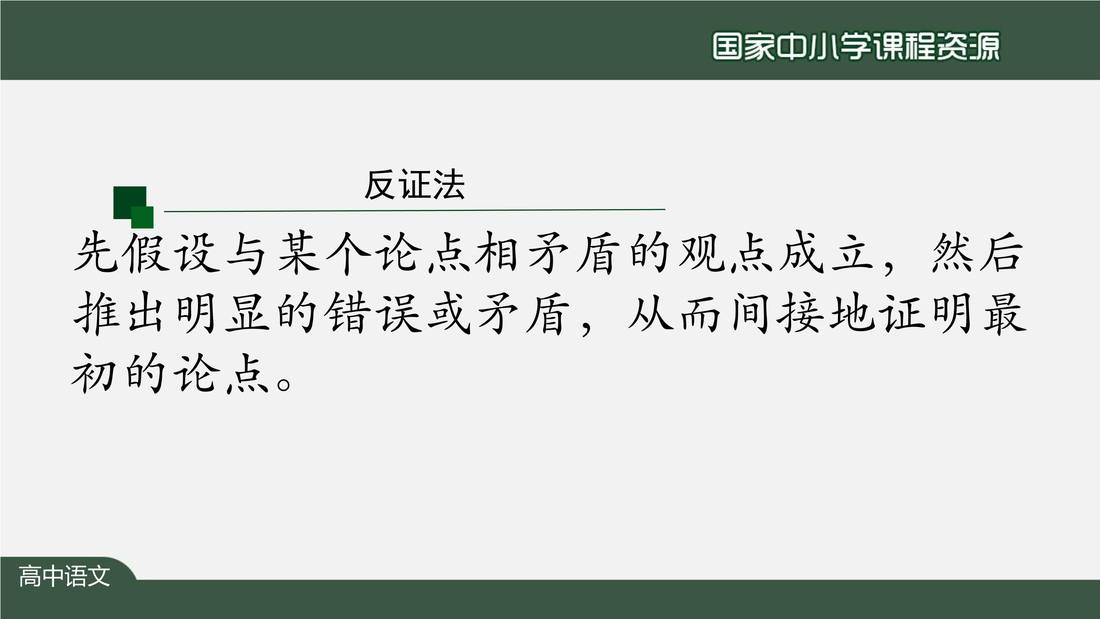 国家中小学课程资源
反证法
先假设与某个论点相矛盾的观点成立，然后
推出明显的错误或矛盾，从而间接地证明最
初的论点。
高中语文